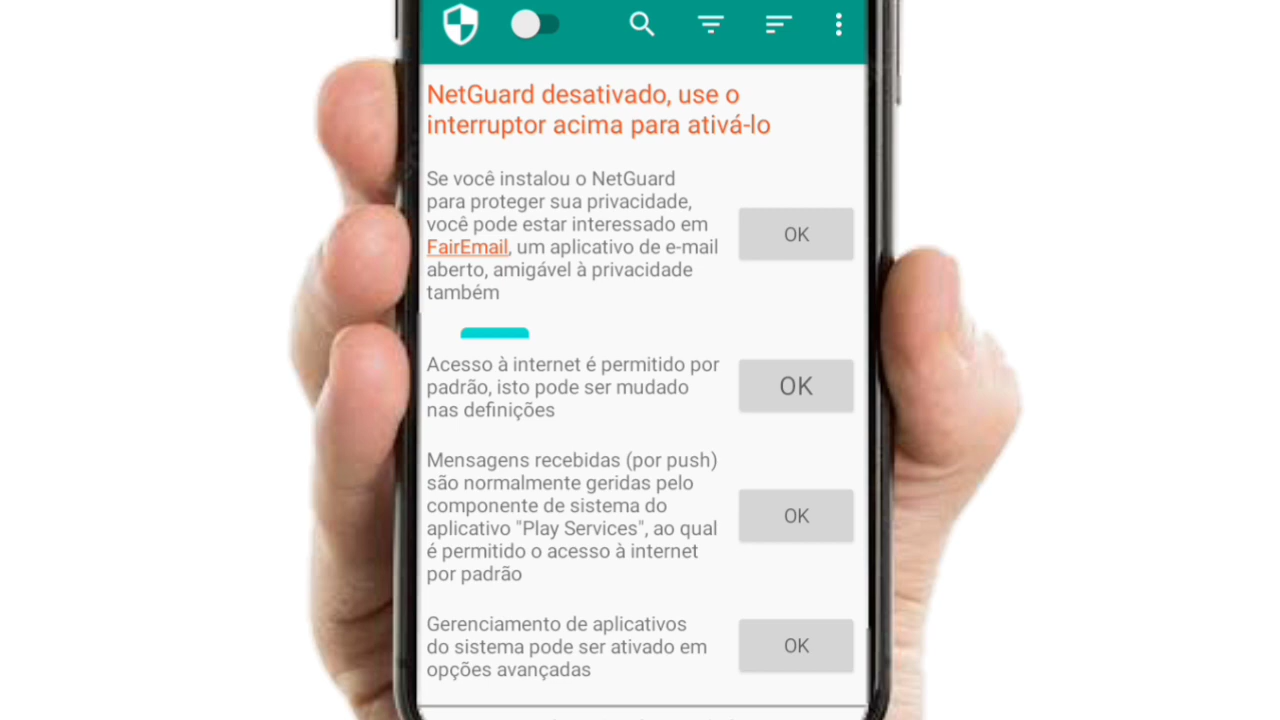 NetGuard desativado, use o
interruptor acima para ativá-lo
Se você instalou o NetGuard
para proteger sua privacidade,
você pode estar interessado em
FairEmail, um aplicativo de e-mail
aberto, amigável à privacidade
também
OK
Acesso à internet é permitido por
padrão, isto pode ser mudado
nas definições
OK
Mensagens recebidas (por push)
são normalmente geridas pelo
componente de sistema do
aplicativo "Play Services", ao qual
é permitido o acesso à internet
por padrão
OK
Gerenciamento de aplicativos
do sistema pode ser ativado em
opções avançadas
OK